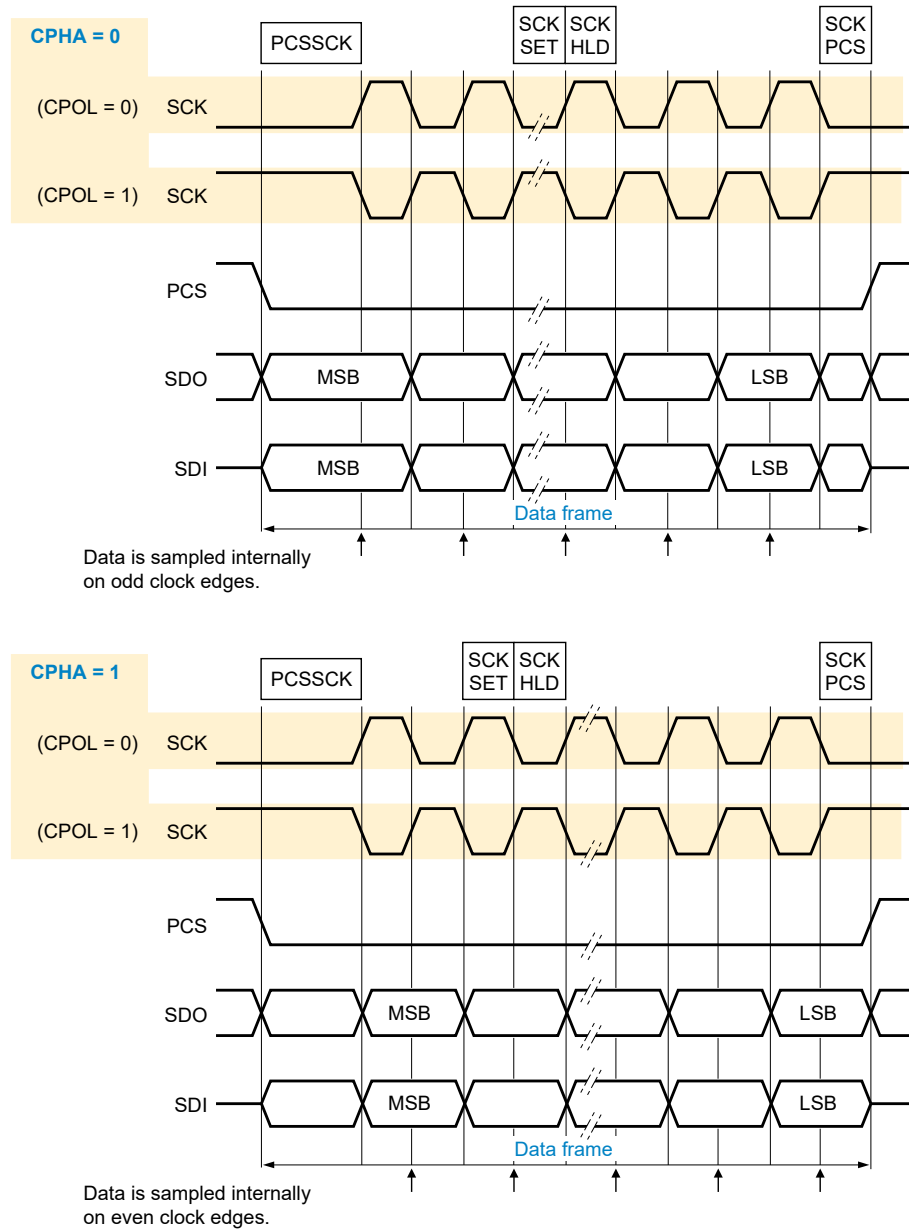 CPHA = 0
PCSSCK
SCK SET
SCK HLD
SCK PCS
(CPOL = 0) SCK
(CPOL = 1) SCK
PCS
SDO
MSB
LSB
SDI
MSB
LSB
Data frame
Data is sampled internally
on odd clock edges.
CPHA = 1
PCSSCK
SCK SET
SCK HLD
SCK PCS
(CPOL = 0) SCK
(CPOL = 1) SCK
PCS
SDO
MSB
LSB
SDI
MSB
LSB
Data frame
Data is sampled internally
on even clock edges.